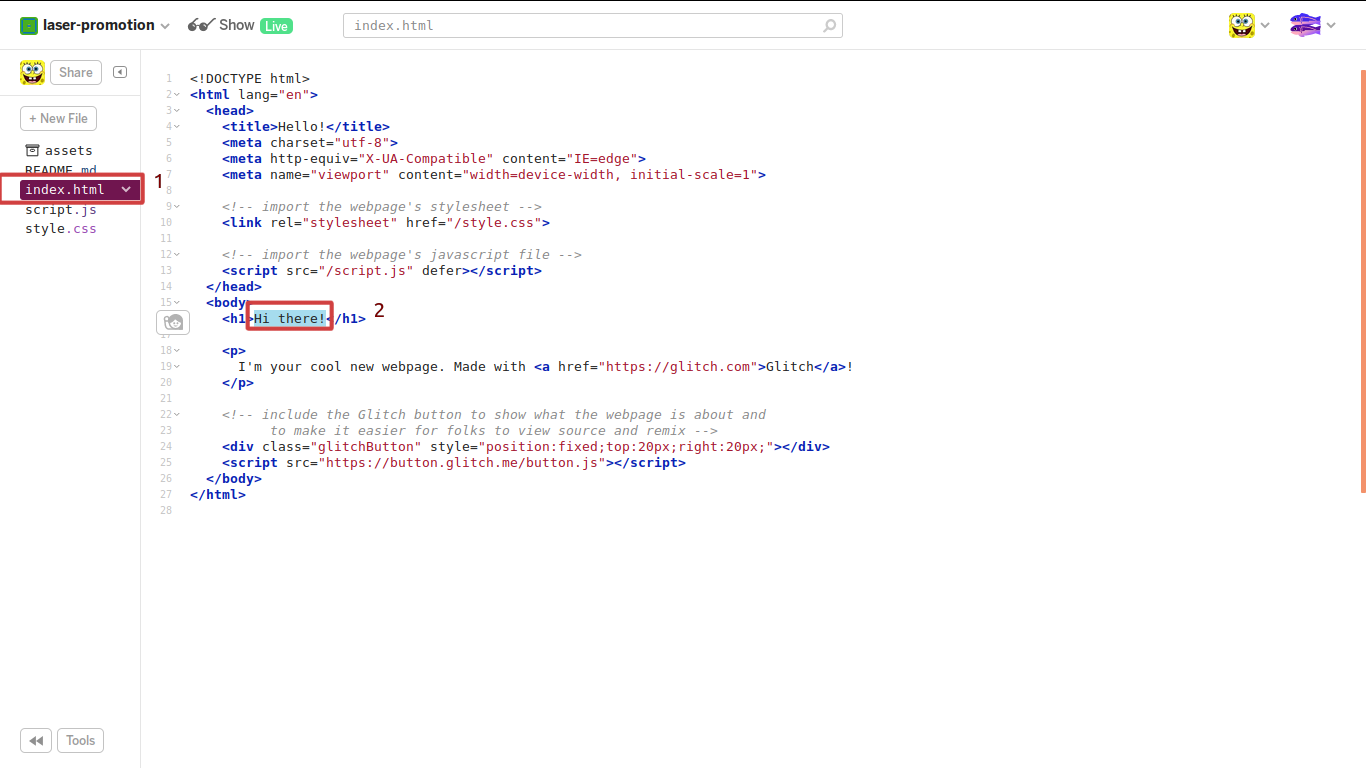 laser-promotion Show Live index.html
Share
+ New File
assets
README.md
index.html 1
script.js
style.css
1 <!DOCTYPE html>
2 <html lang="en">
3 <head>
4 <title>Hello!</title>
5 <meta charset="utf-8">
6 <meta http-equiv="X-UA-Compatible" content="IE=edge">
7 <meta name="viewport" content="width=device-width, initial-scale=1">
8
9 <!-- import the webpage's stylesheet -->
10 <link rel="stylesheet" href="/style.css">
11
12 <!-- import the webpage's javascript file -->
13 <script src="/script.js" defer></script>
14 </head>
15 <body>
<h1>Hi there!</h1> 2
17
18 <p>
19 I'm your cool new webpage. Made with <a href="https://glitch.com">Glitch</a>!
20 </p>
21
22 <!-- include the Glitch button to show what the webpage is about and
23 to make it easier for folks to view source and remix -->
24 <div class="glitchButton" style="position:fixed;top:20px;right:20px;"></div>
25 <script src="https://button.glitch.me/button.js"></script>
26 </body>
27 </html>
28
Tools